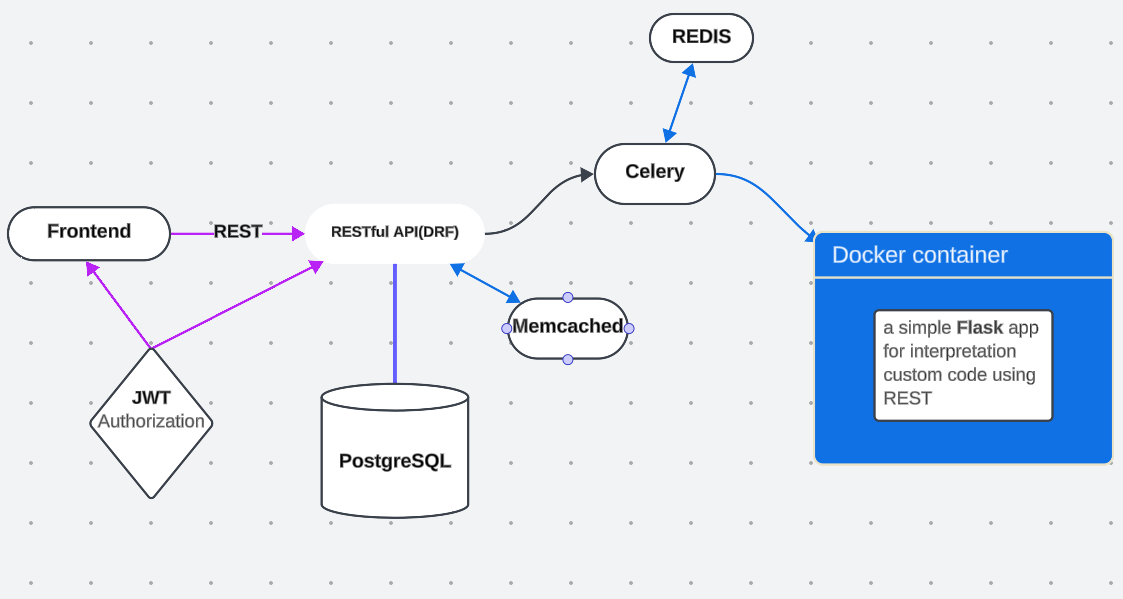 REDIS
Celery
Frontend
REST
RESTful API(DRF)
Docker container
a simple Flask app
for interpretation
custom code using
REST
Memcached
JWT
Authorization
PostgreSQL